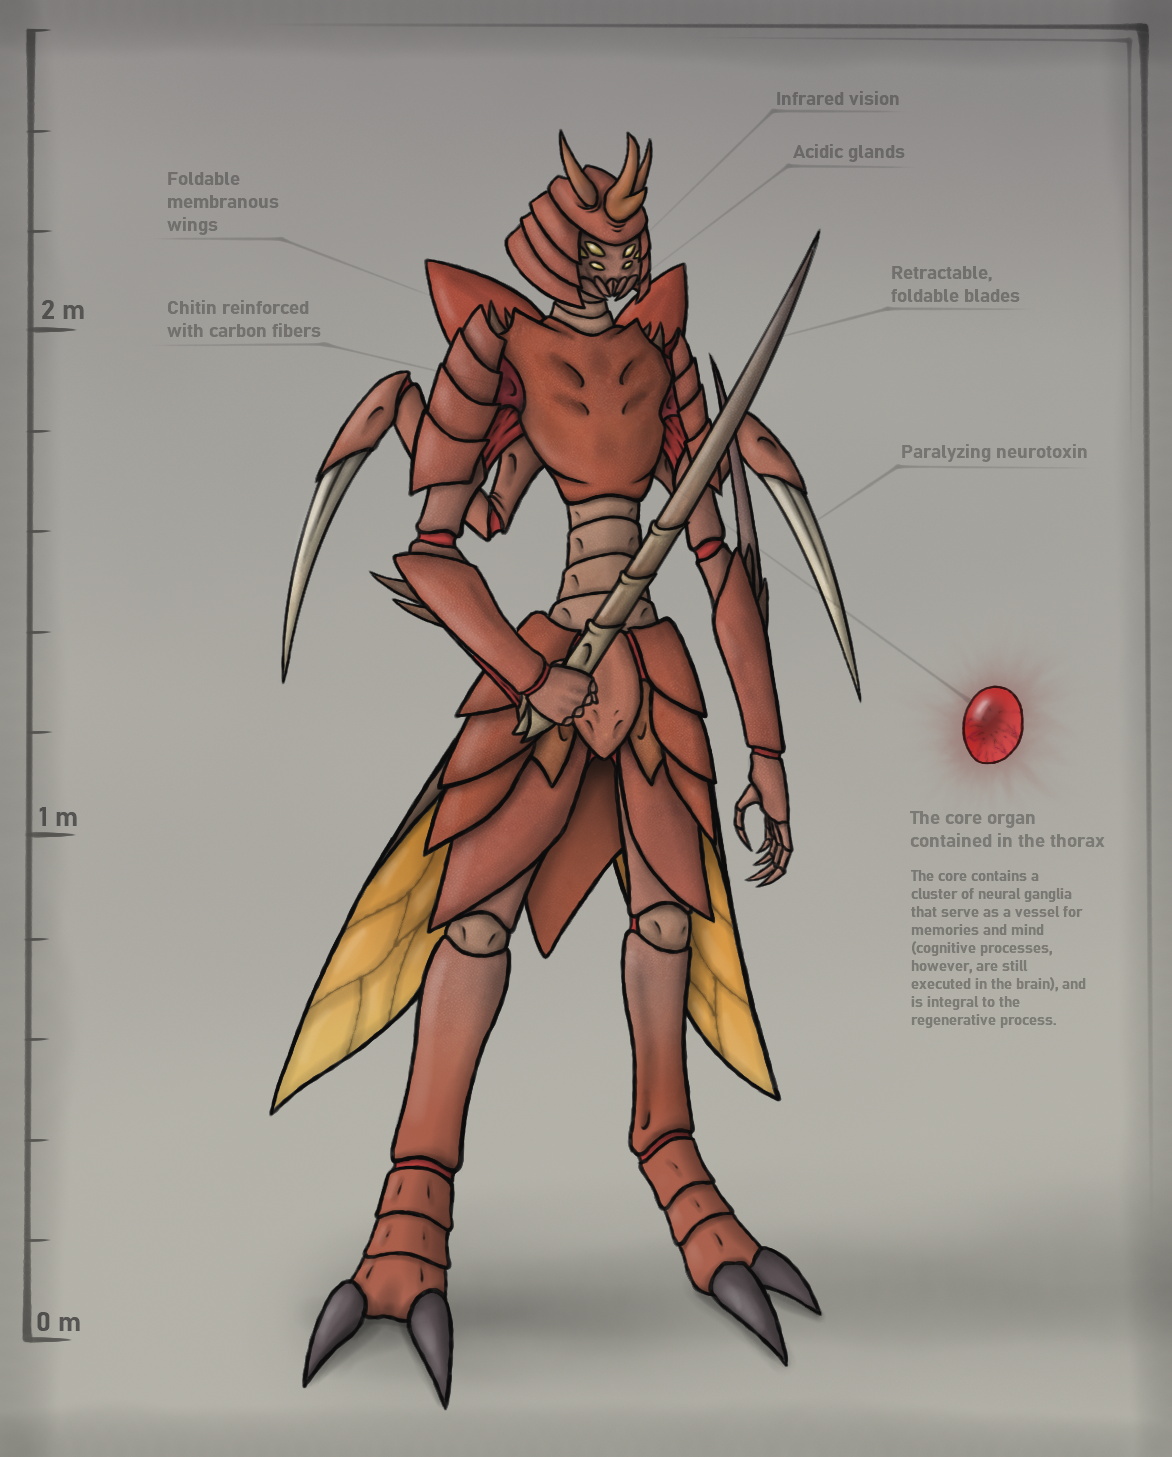 Infrared vision
Acidic glands
Foldable
membranous
wings
Chitin reinforced
with carbon fibers
Retractable,
foldable blades
2 m
Paralyzing neurotoxin
1 m
The core organ
contained in the thorax
The core contains a
cluster of neural ganglia
that serve as a vessel for
memories and mind
(cognitive processes,
however, are still
executed in the brain), and
is integral to the
regenerative process.
0 m